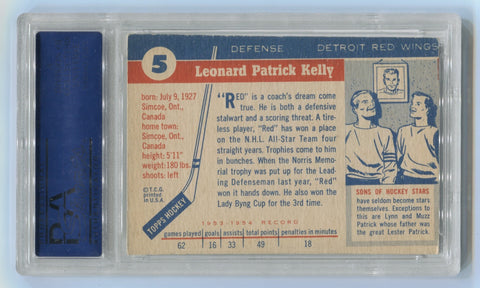 5
DEFENSE
DETROIT RED WINGS
Leonard Patrick Kelly
born: July 9, 1927
Simcoe, Ont.,
Canada
home town:
Simcoe, Ont.,
Canada
height: 5'11"
weight: 180 lbs.
shoots: left
©T.C.G.
printed
in U.S.A.
TOPPS HOCKEY
"RED" is a coach's dream come
true. He is both a defensive
stalwart and a scoring threat. A
tireless player, "Red" has won a place
on the N.H.L. All-Star Team four
straight years. Trophies come to him
in bunches. When the Norris Memo-
rial trophy was put up for the Lead-
ing Defenseman last year, "Red"
won it hands down. He also won the
Lady Byng Cup for the 3rd time.
SONS OF HOCKEY STARS
have seldom become stars
themselves. Exceptions to
this are Lynn and Muzz
Patrick whose father was
the great Lester Patrick.
1953-1954 RECORD
games played goals assists total points penalties in minutes
62 16 33 49 18
PSA